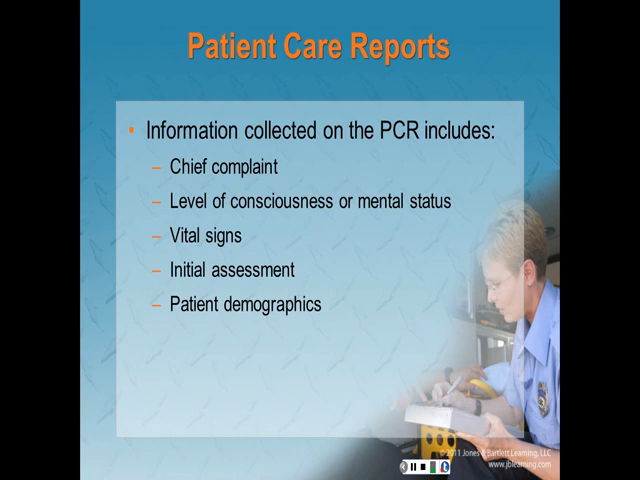 Patient Care Reports
• Information collected on the PCR includes:
– Chief complaint
– Level of consciousness or mental status
– Vital signs
– Initial assessment
– Patient demographics
© 2011 Jones & Bartlett Learning, LLC
www.jblearning.com